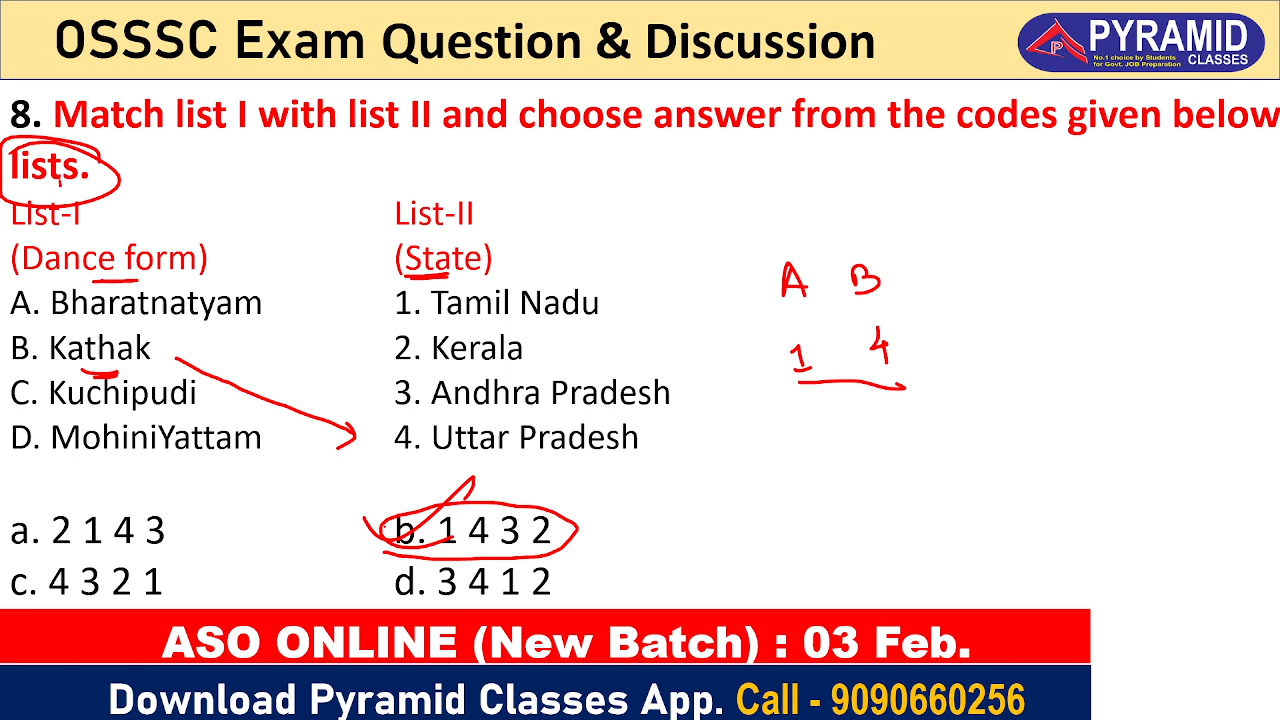 OSSSC Exam Question & Discussion
PYRAMID
CLASSES
No.1 choice by Students
for Govt. JOB Preparation
8. Match list I with list II and choose answer from the codes given below
lists.
List-I List-II
(Dance form) (State)
A. Bharatnatyam 1. Tamil Nadu
B. Kathak 2. Kerala
C. Kuchipudi 3. Andhra Pradesh
D. MohiniYattam 4. Uttar Pradesh
A B
1 4
a. 2 1 4 3 b. 1 4 3 2
c. 4 3 2 1 d. 3 4 1 2
ASO ONLINE (New Batch) : 03 Feb.
Download Pyramid Classes App. Call - 9090660256